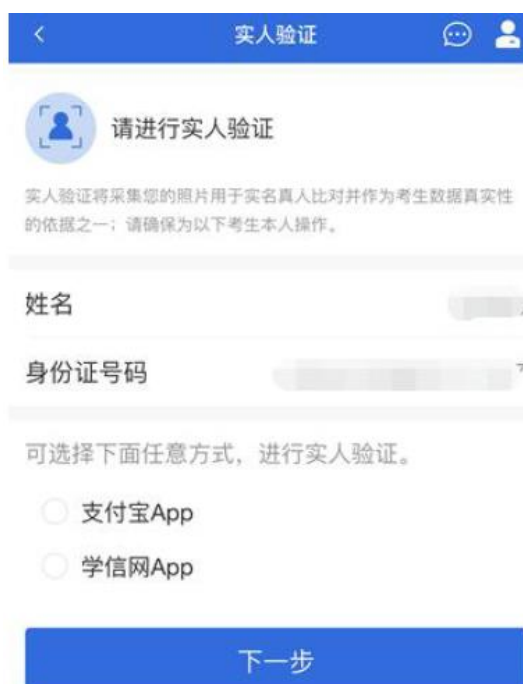 实人验证
请进行实人验证
实人验证将采集您的照片用于实名真人比对并作为考生数据真实性
的依据之一；请确保为以下考生本人操作。
姓名
身份证号码
可选择下面任意方式，进行实人验证。
支付宝App
学信网App
下一步